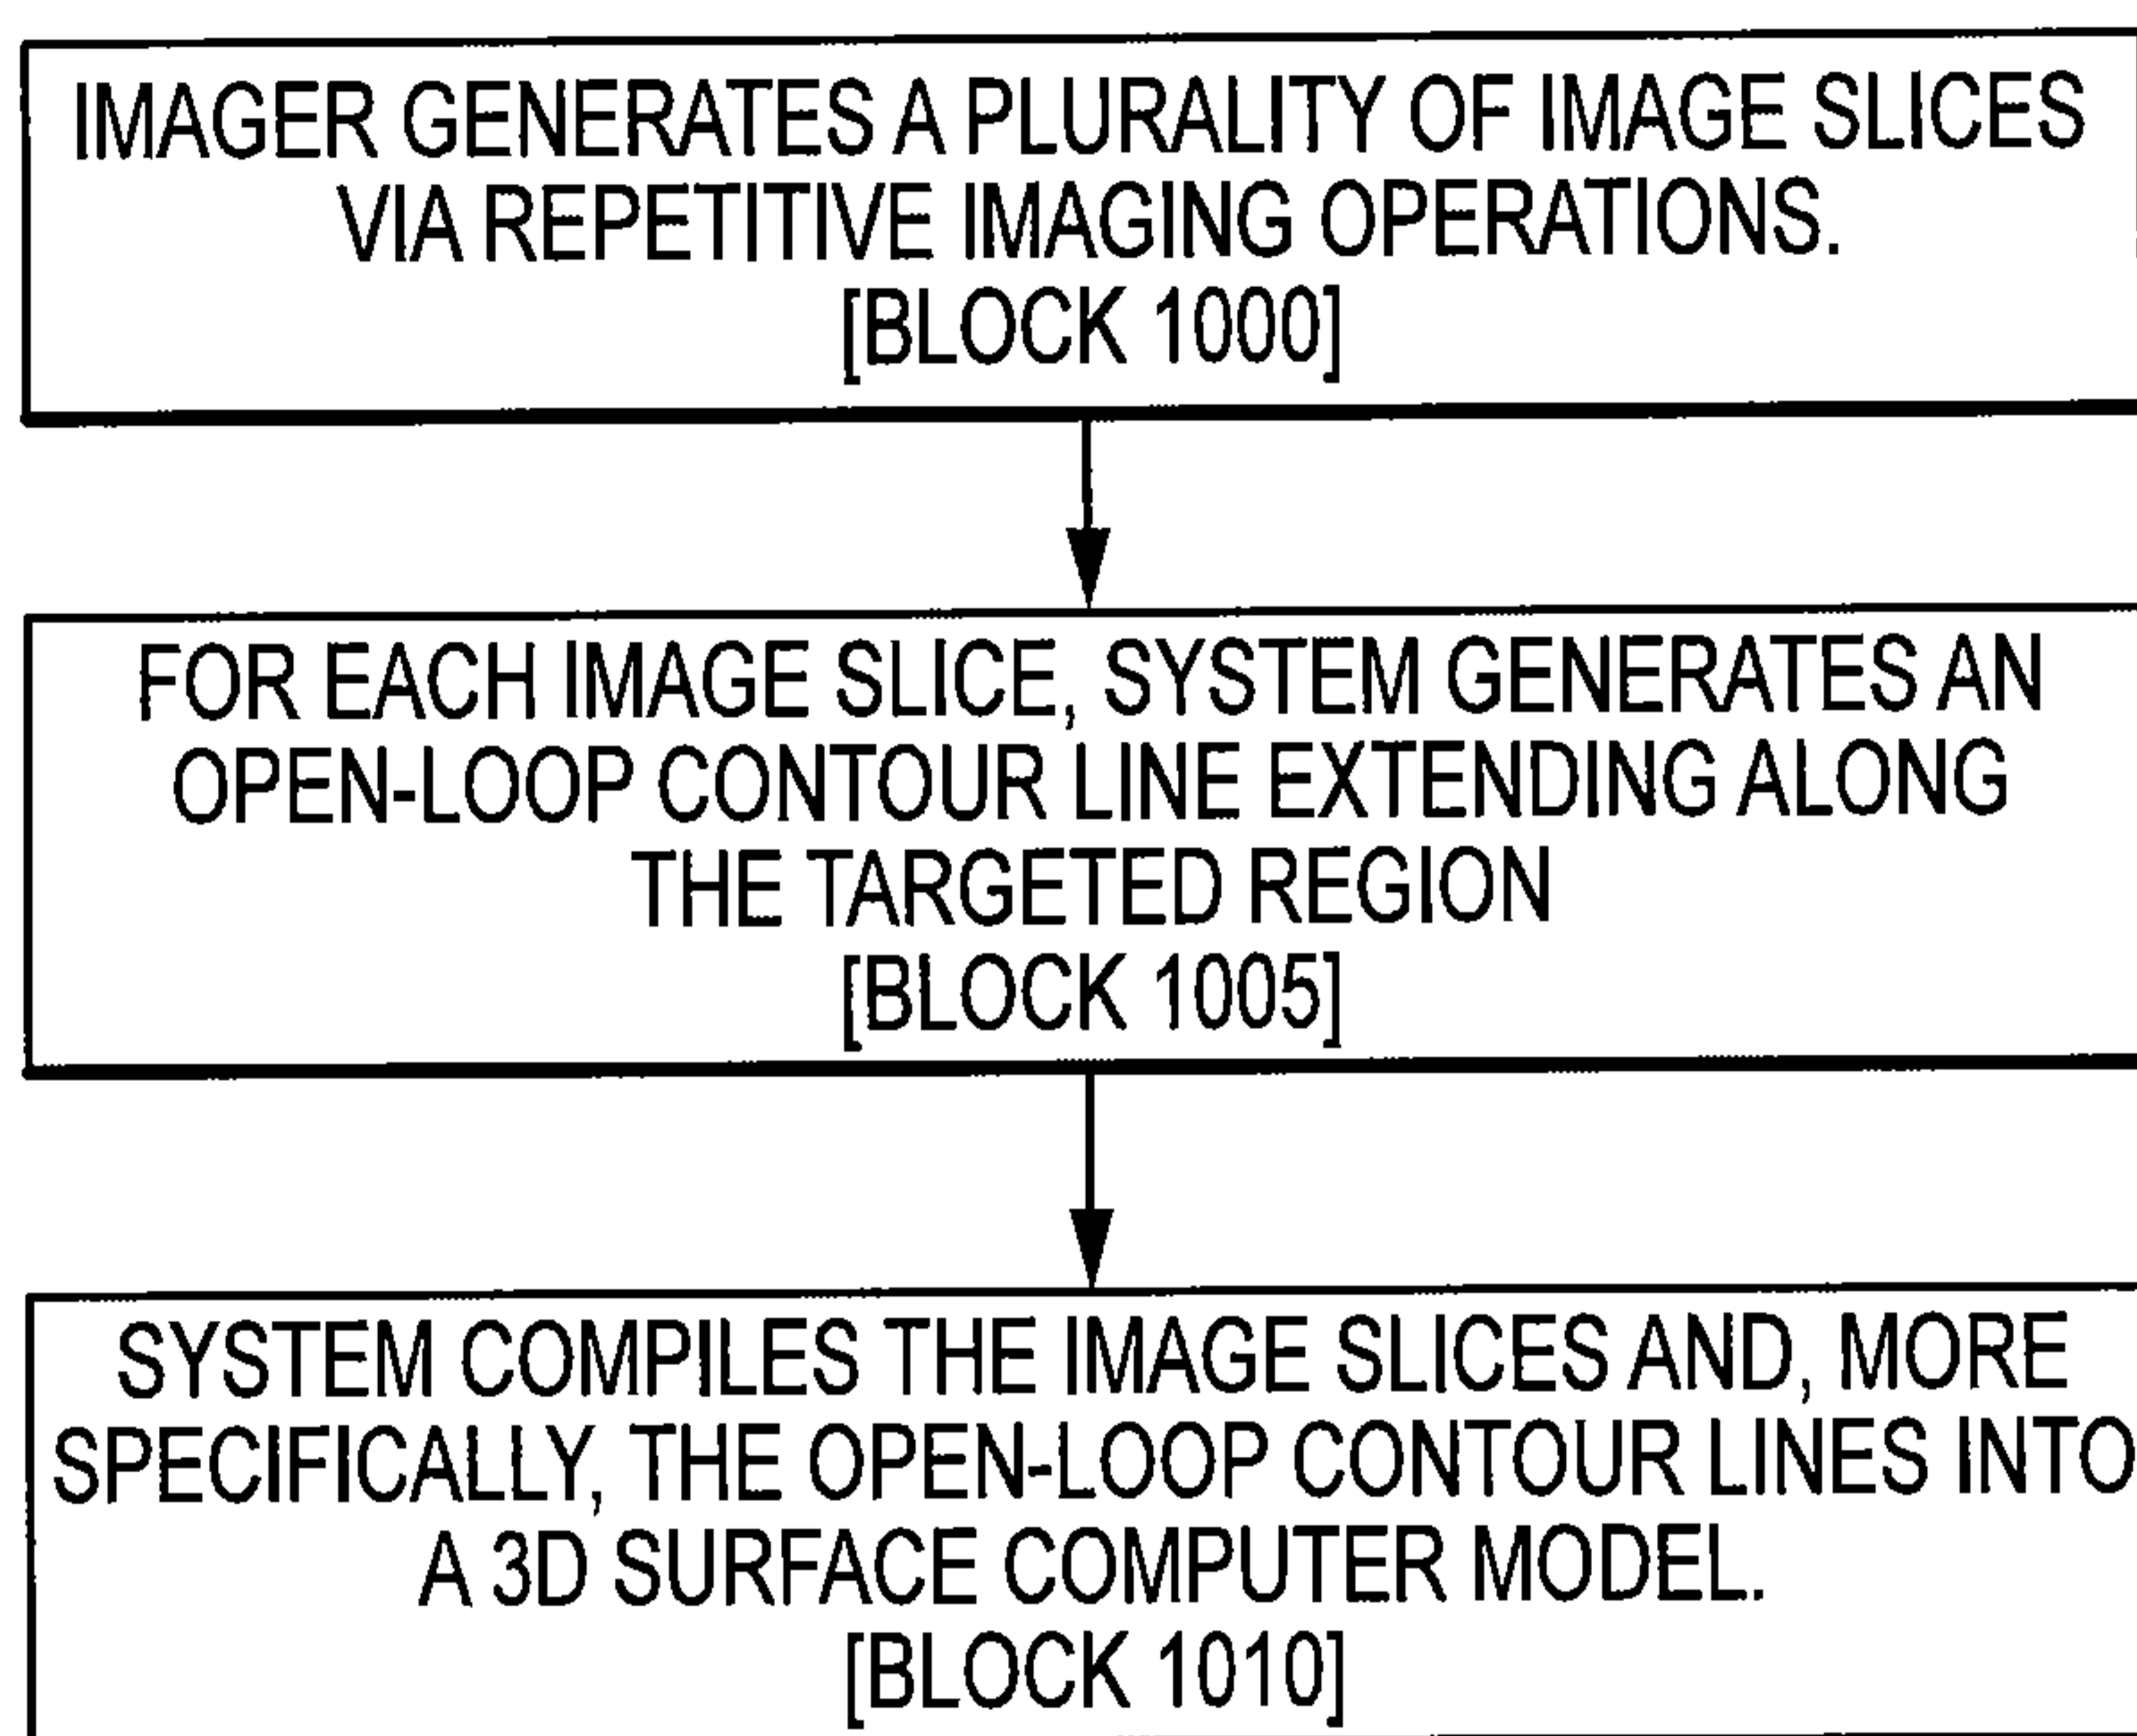 IMAGER GENERATES A PLURALITY OF IMAGE SLICES
VIA REPETITIVE IMAGING OPERATIONS.
[BLOCK 1000]
FOR EACH IMAGE SLICE, SYSTEM GENERATES AN
OPEN-LOOP CONTOUR LINE EXTENDING ALONG
THE TARGETED REGION
[BLOCK 1005]
SYSTEM COMPILES THE IMAGE SLICES AND, MORE
SPECIFICALLY, THE OPEN-LOOP CONTOUR LINES INTO
A 3D SURFACE COMPUTER MODEL.
[BLOCK 1010]